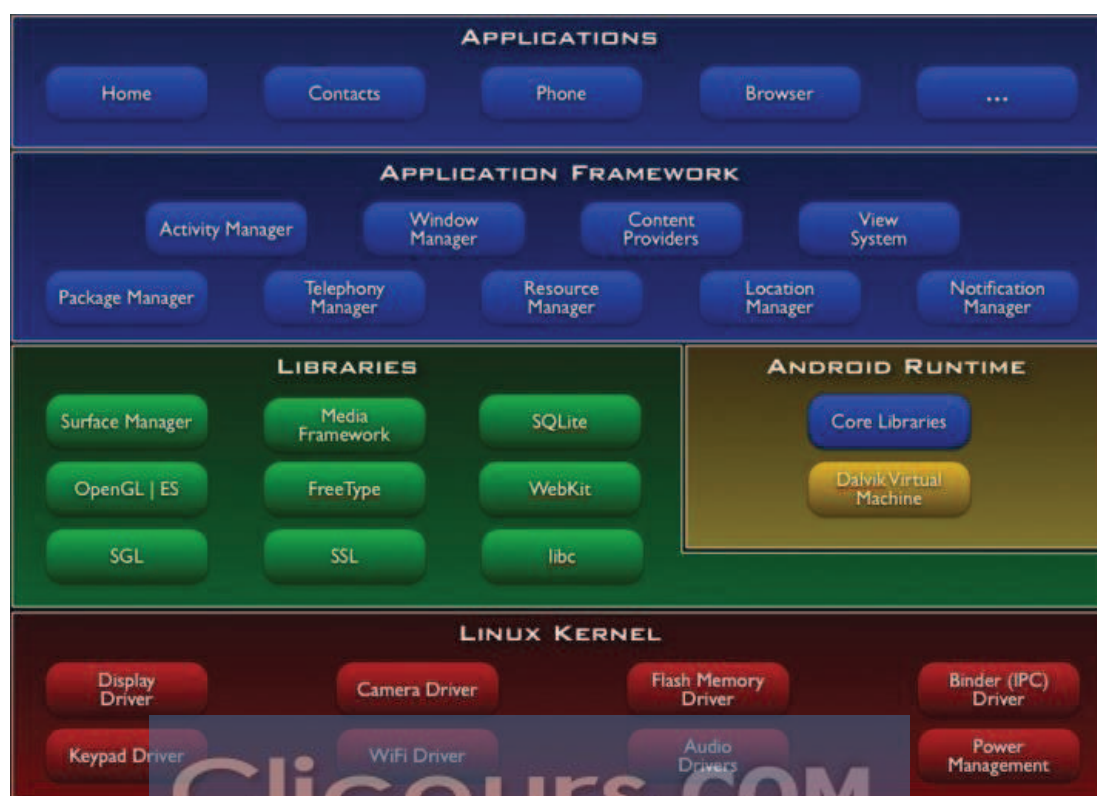 APPLICATIONS
Home
Contacts
Phone
Browser
...
APPLICATION FRAMEWORK
Activity Manager
Window
Manager
Content
Providers
View
System
Package Manager
Telephony
Manager
Resource
Manager
Location
Manager
Notification
Manager
LIBRARIES
Surface Manager
Media
Framework
SQLite
OpenGL | ES
FreeType
WebKit
SGL
SSL
libc
ANDROID RUNTIME
Core Libraries
Dalvik Virtual
Machine
LINUX KERNEL
Display
Driver
Camera Driver
Flash Memory
Driver
Binder (IPC)
Driver
Keypad Driver
WiFi Driver
Audio
Drivers
Power
Management
Clicours.COM